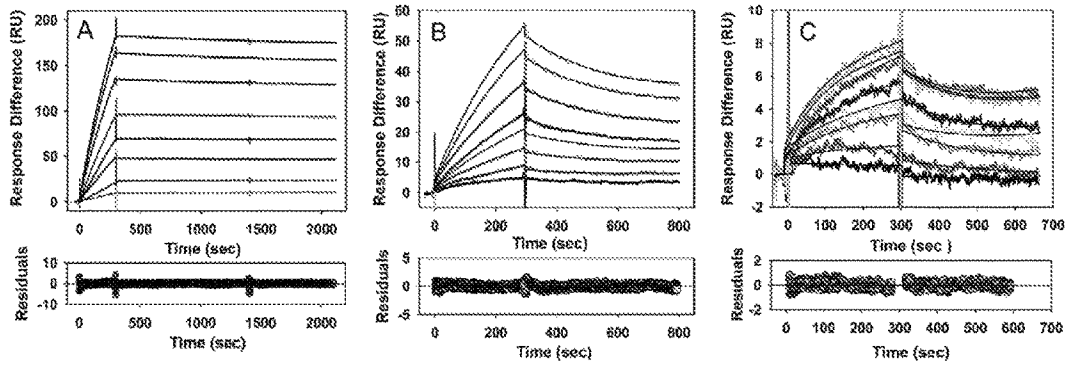 A
Response Difference (RU)
200
150
100
50
0
0 500 1000 1500 2000
Time (sec)
Residuals
10
0
-10
0 500 1000 1500 2000
Time (sec)
B
Response Difference (RU)
60
50
40
30
20
10
0
0 200 400 600 800
Time (sec)
Residuals
5
0
-5
0 200 400 600 800
Time (sec)
C
Response Difference (RU)
10
8
6
4
2
0
-2
0 100 200 300 400 500 600 700
Time (sec )
Residuals
2
0
-2
0 100 200 300 400 500 600 700
Time (sec)